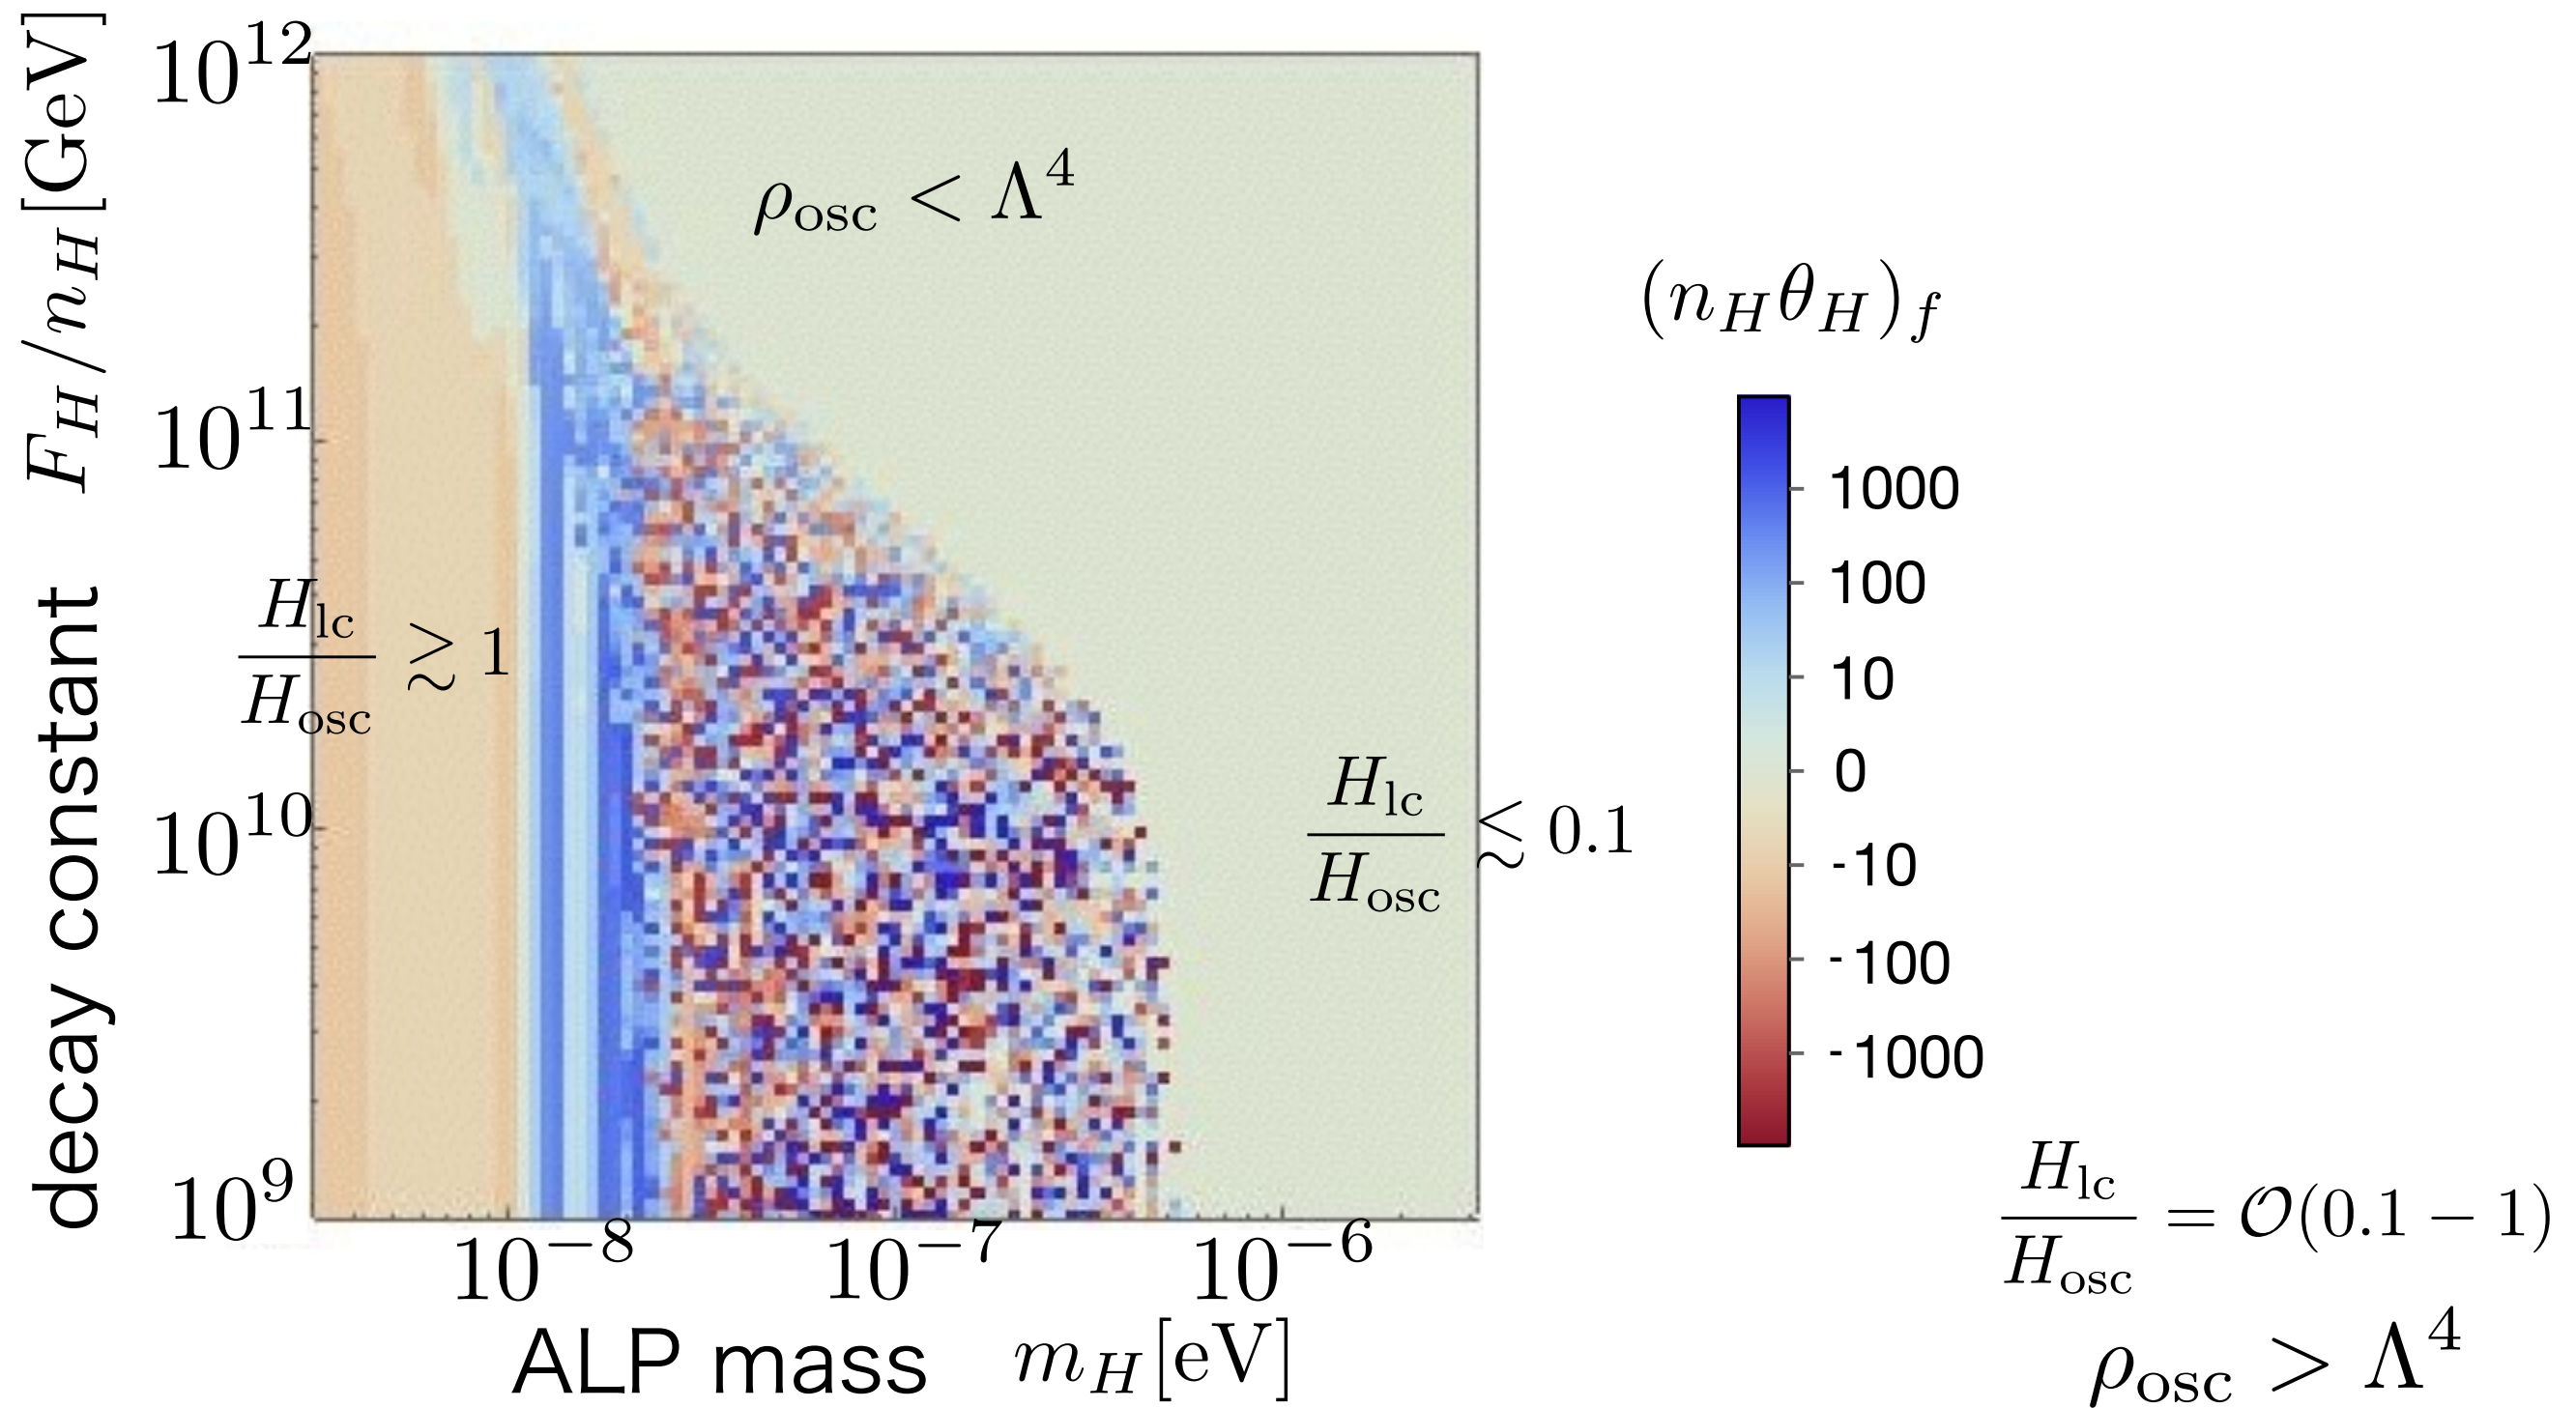 decay constant F_H/n_H [GeV]
10^12
10^11
10^10
10^9
ρ_osc < Λ^4
H_lc/H_osc ≳ 1
H_lc/H_osc ≲ 0.1
10^−8 10^−7 10^−6
ALP mass m_H [eV]
(n_H θ_H)_f
1000
100
10
0
-10
-100
-1000
H_lc/H_osc = 𝒪(0.1 − 1)
ρ_osc > Λ^4